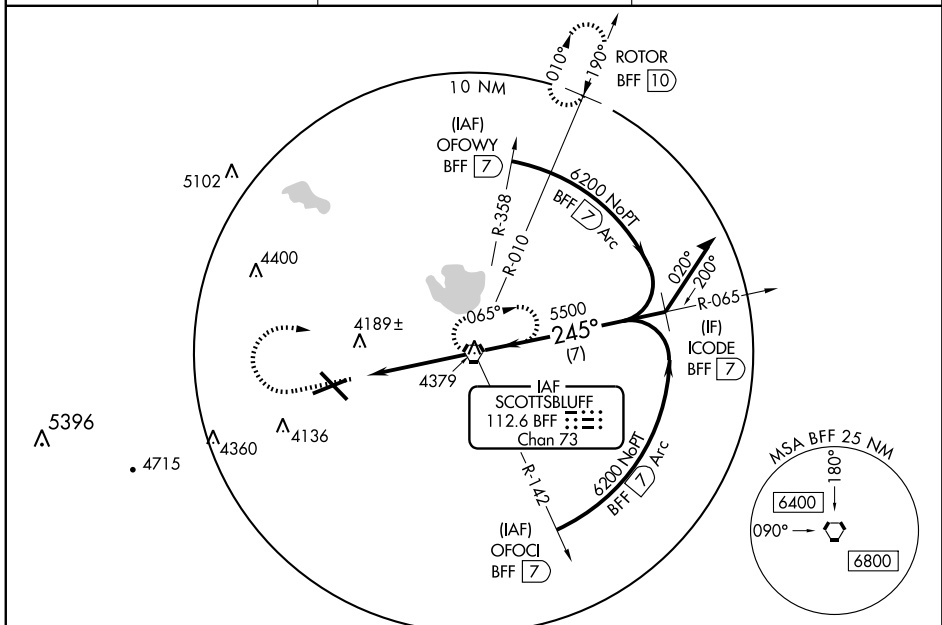 010°
190°
ROTOR
BFF 10
10 NM
(IAF)
OFOWY
BFF 7
5102
6200 NoPT
BFF 7 Arc
R-358
R-010
4400
020°
200°
R-065
065°
5500
245°
(7)
(IF)
ICODE
BFF 7
4189±
4379
IAF
SCOTTSBLUFF
112.6 BFF
Chan 73
5396
4360
4136
4715
R-142
6200 NoPT
BFF 7 Arc
(IAF)
OFOCI
BFF 7
MSA BFF 25 NM
180°
6400
090°
6800